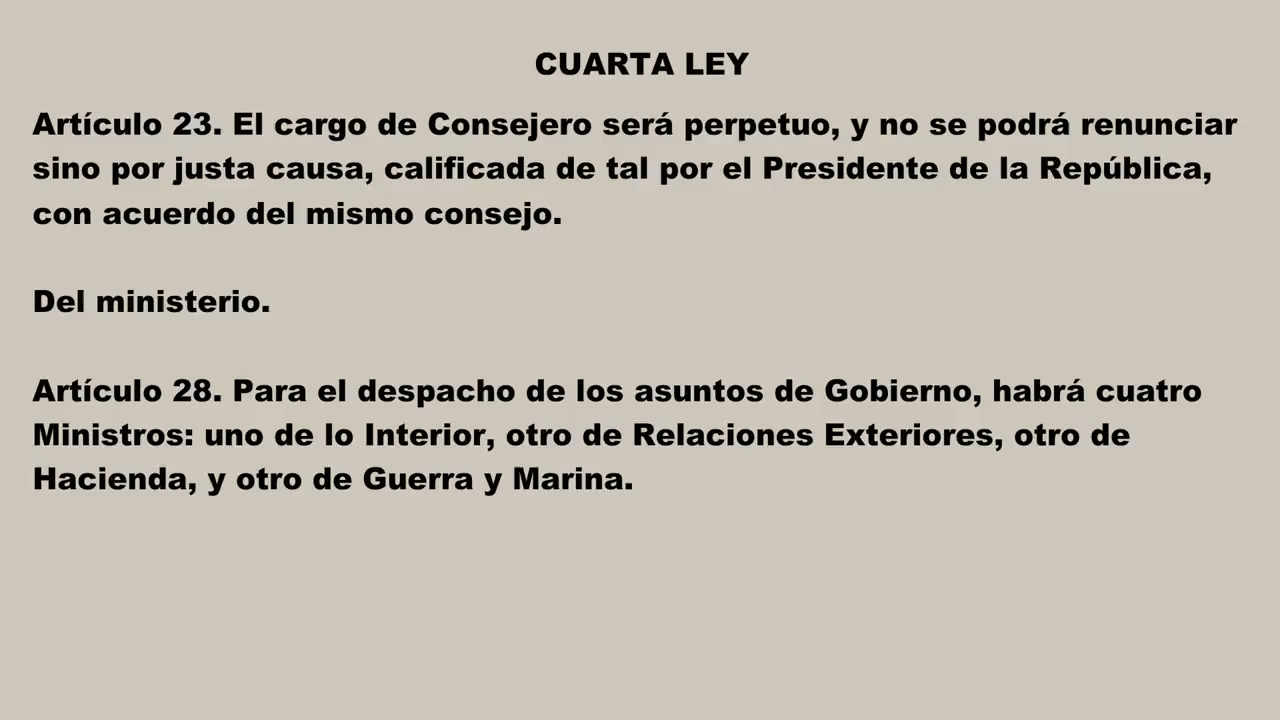 CUARTA LEY
Artículo 23. El cargo de Consejero será perpetuo, y no se podrá renunciar
sino por justa causa, calificada de tal por el Presidente de la República,
con acuerdo del mismo consejo.
Del ministerio.
Artículo 28. Para el despacho de los asuntos de Gobierno, habrá cuatro
Ministros: uno de lo Interior, otro de Relaciones Exteriores, otro de
Hacienda, y otro de Guerra y Marina.